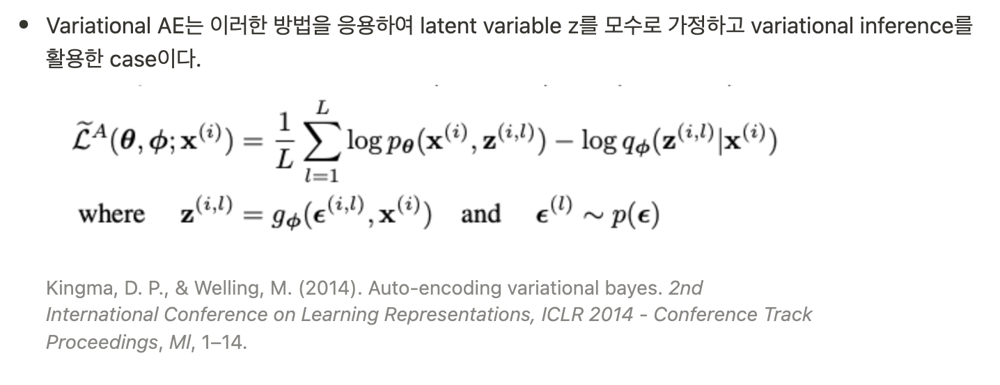 • Variational AE는 이러한 방법을 응용하여 latent variable z를 모수로 가정하고 variational inference를
활용한 case이다.
$\widetilde{\mathcal{L}}^{A}(\boldsymbol{\theta}, \boldsymbol{\phi}; \mathbf{x}^{(i)}) = \frac{1}{L} \sum_{l=1}^{L} \log p_{\boldsymbol{\theta}}(\mathbf{x}^{(i)}, \mathbf{z}^{(i,l)}) - \log q_{\boldsymbol{\phi}}(\mathbf{z}^{(i,l)}|\mathbf{x}^{(i)})$
where $\mathbf{z}^{(i,l)} = g_{\boldsymbol{\phi}}(\boldsymbol{\epsilon}^{(i,l)}, \mathbf{x}^{(i)})$ and $\boldsymbol{\epsilon}^{(l)} \sim p(\boldsymbol{\epsilon})$
Kingma, D. P., & Welling, M. (2014). Auto-encoding variational bayes. 2nd
International Conference on Learning Representations, ICLR 2014 - Conference Track
Proceedings, Ml, 1–14.